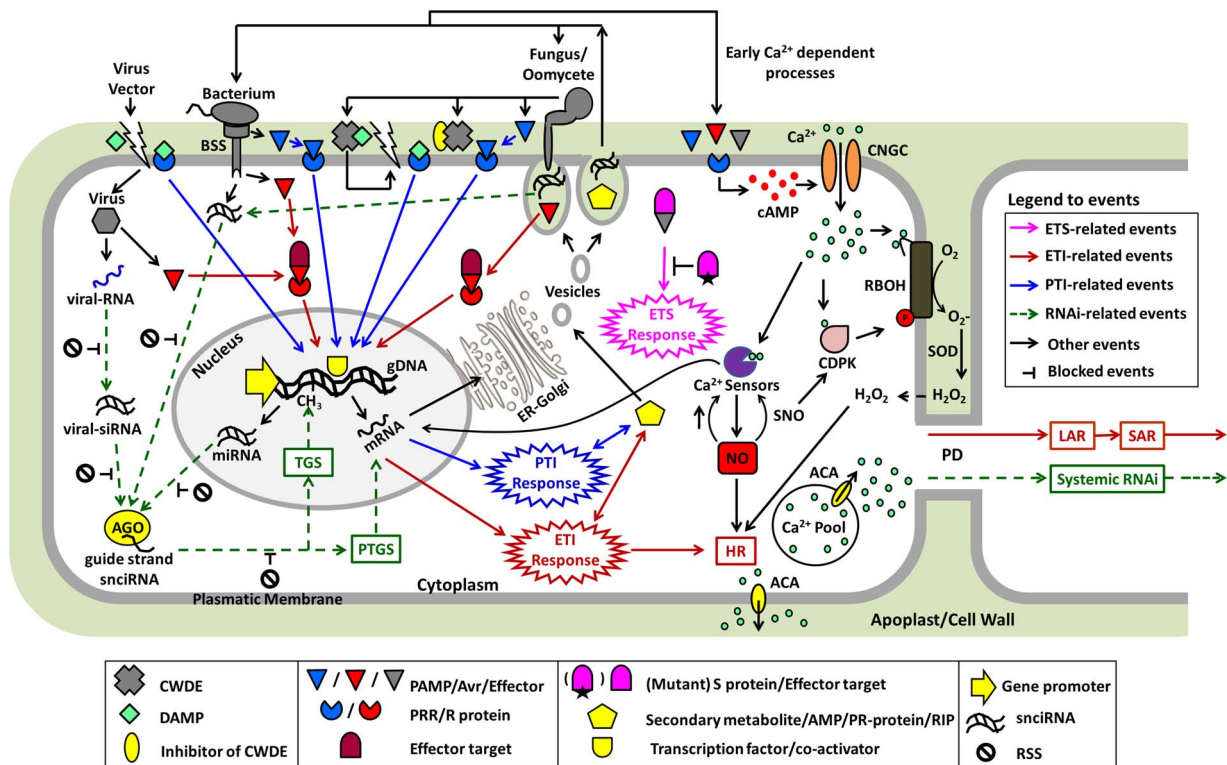 Early Ca²⁺ dependent
processes
Fungus/
Oomycete
Virus
Vector
Bacterium
DAMP
BSS
Ca²⁺
CNGC
cAMP
Virus
viral-RNA
Vesicles
ETS
Response
RBOH
O₂
P
O₂-
SOD
H₂O₂
H₂O₂
CDPK
Nucleus
gDNA
CH₃
mRNA
miRNA
TGS
ER-Golgi
Ca²⁺ Sensors
SNO
NO
viral-siRNA
PTI
Response
AGO
guide strand
snciRNA
PTGS
ETI
Response
HR
ACA
Ca²⁺ Pool
Plasmatic Membrane
Cytoplasm
ACA
Apoplast/Cell Wall
PD
LAR
SAR
Systemic RNAi
Legend to events
ETS-related events
ETI-related events
PTI-related events
RNAi-related events
Other events
Blocked events
CWDE
DAMP
Inhibitor of CWDE
/ / PAMP/Avr/Effector
/ PRR/R protein
Effector target
( ) (Mutant) S protein/Effector target
Secondary metabolite/AMP/PR-protein/RIP
Transcription factor/co-activator
Gene promoter
snciRNA
RSS